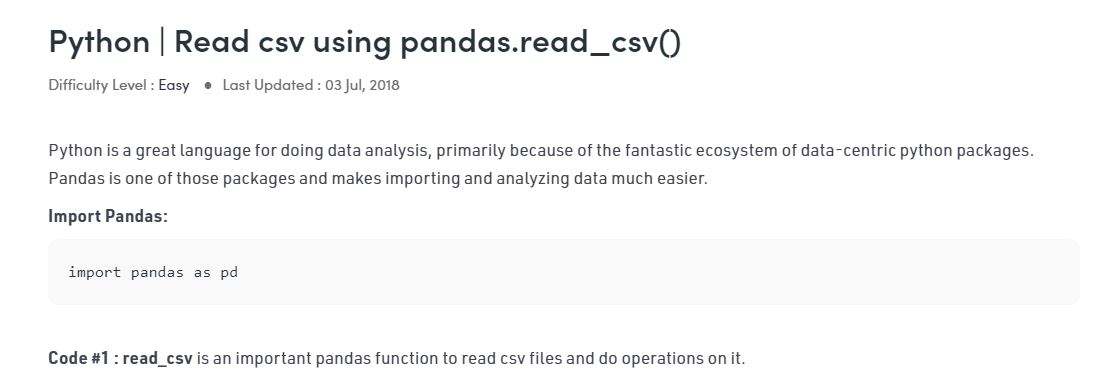 Python | Read csv using pandas.read_csv()
Difficulty Level : Easy ● Last Updated : 03 Jul, 2018
Python is a great language for doing data analysis, primarily because of the fantastic ecosystem of data-centric python packages.
Pandas is one of those packages and makes importing and analyzing data much easier.
Import Pandas:
import pandas as pd
Code #1 : read_csv is an important pandas function to read csv files and do operations on it.